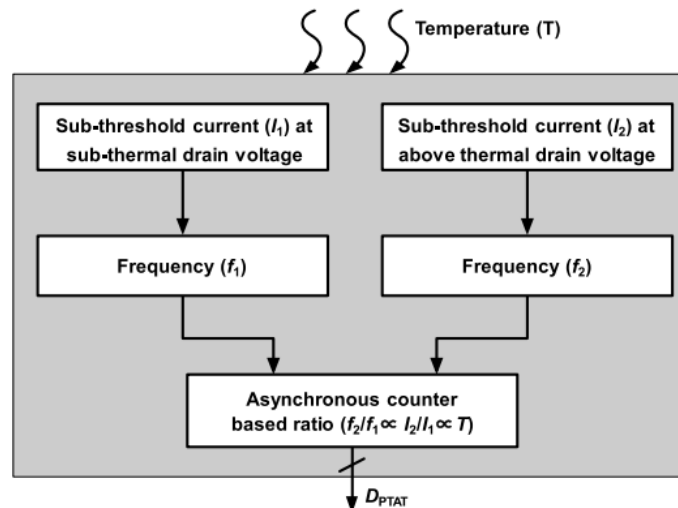 Temperature (T)
Sub-threshold current (I₁) at
sub-thermal drain voltage
Sub-threshold current (I₂) at
above thermal drain voltage
Frequency (f₁)
Frequency (f₂)
Asynchronous counter
based ratio (f₂/f₁∝ I₂/I₁∝ T)
D_PTAT